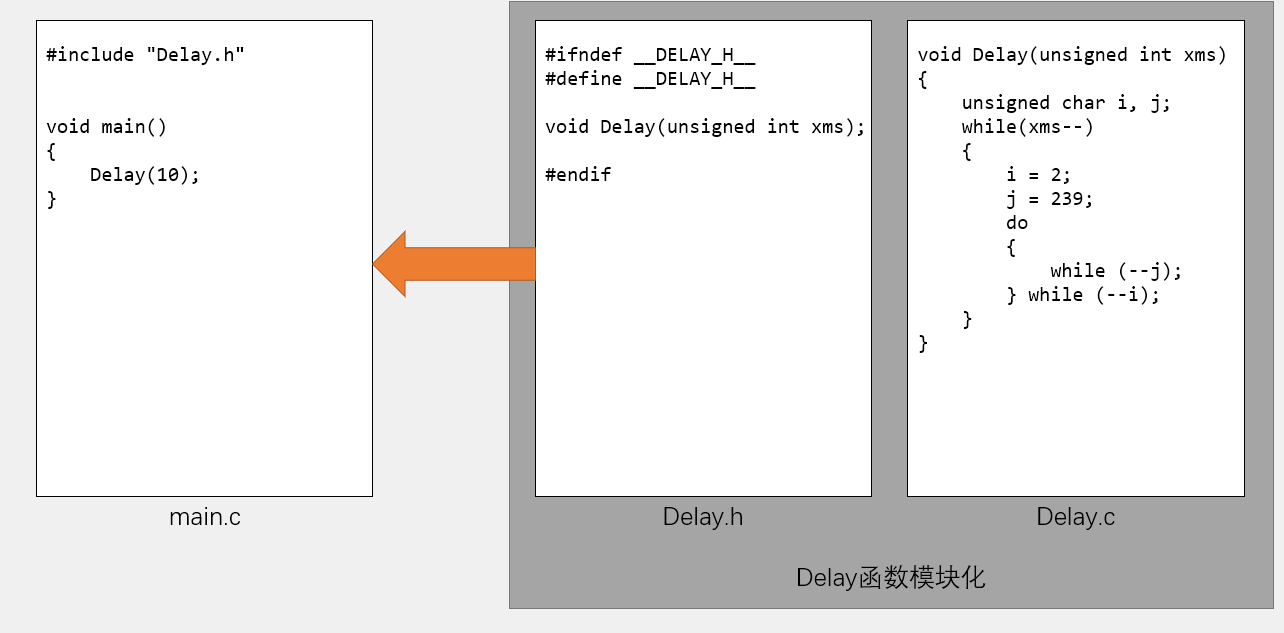 #include "Delay.h"
void main()
{
    Delay(10);
}
main.c
#ifndef __DELAY_H__
#define __DELAY_H__
void Delay(unsigned int xms);
#endif
Delay.h
void Delay(unsigned int xms)
{
    unsigned char i, j;
    while(xms--)
    {
        i = 2;
        j = 239;
        do
        {
            while (--j);
        } while (--i);
    }
}
Delay.c
Delay函数模块化